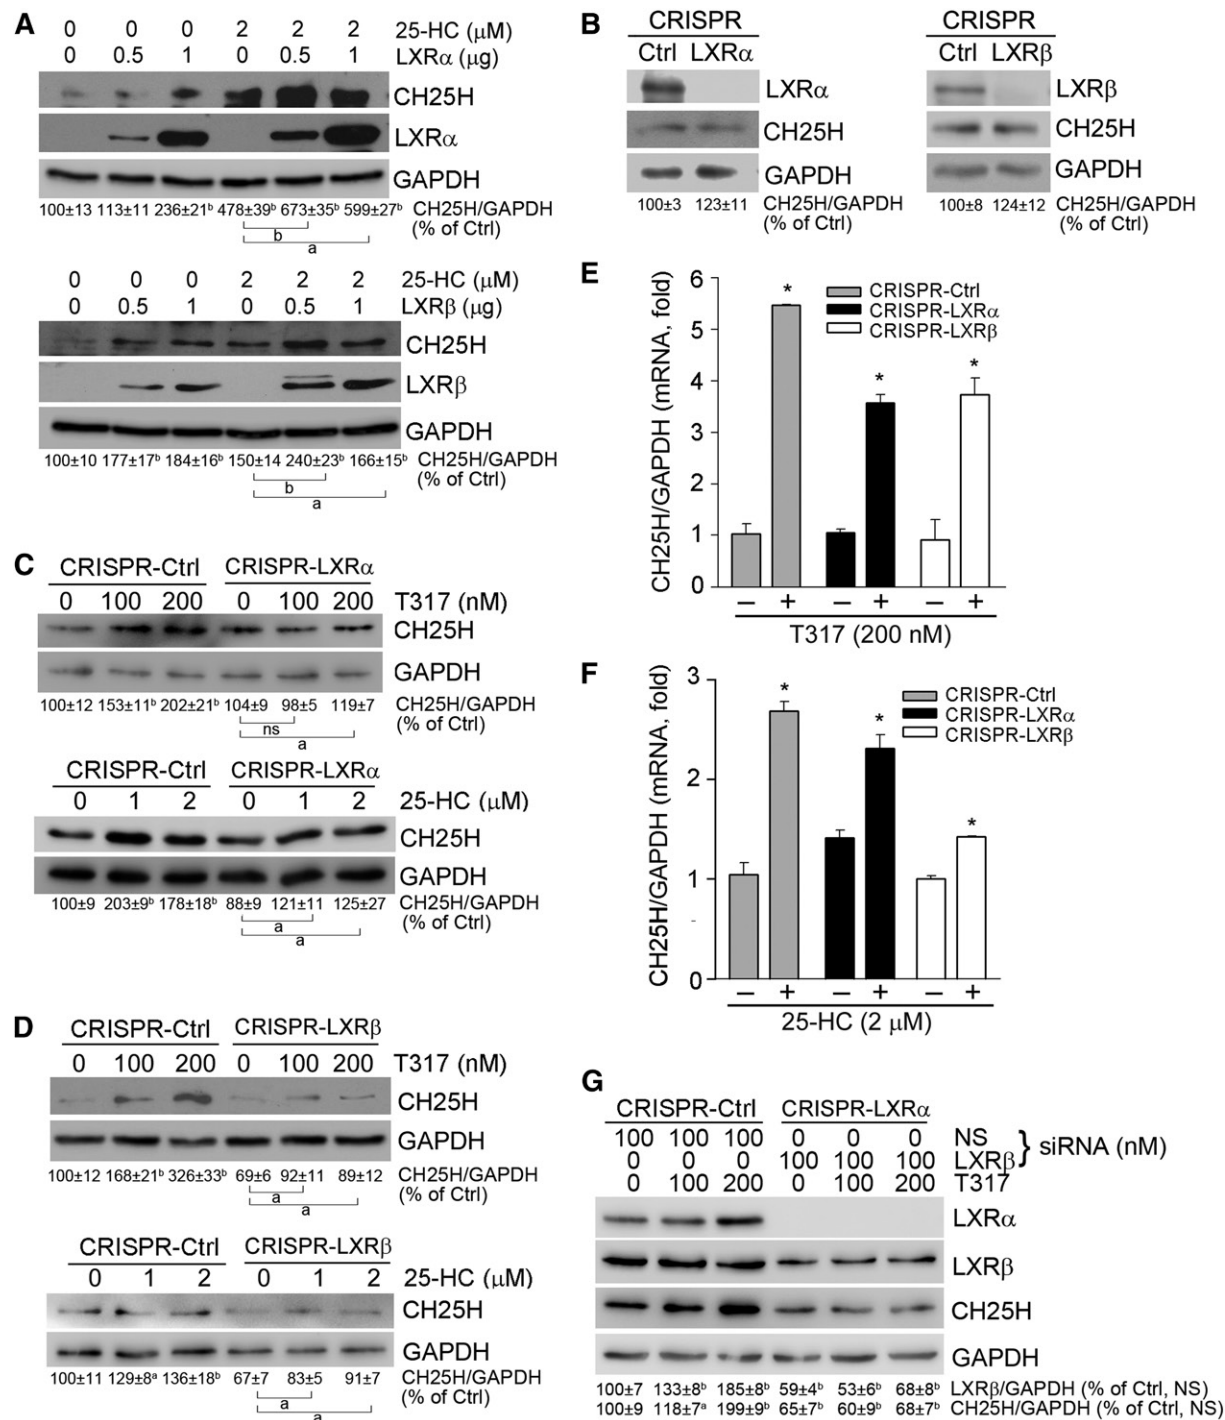 A
0 0 0 2 2 2 25-HC (μM)
0 0.5 1 0 0.5 1 LXRα (μg)
CH25H
LXRα
GAPDH
100±13 113±11 236±21ᵇ 478±39ᵇ 673±35ᵇ 599±27ᵇ CH25H/GAPDH
(% of Ctrl)
b
a
0 0 0 2 2 2 25-HC (μM)
0 0.5 1 0 0.5 1 LXRβ (μg)
CH25H
LXRβ
GAPDH
100±10 177±17ᵇ 184±16ᵇ 150±14 240±23ᵇ 166±15ᵇ CH25H/GAPDH
(% of Ctrl)
b
a
B
CRISPR
Ctrl LXRα
LXRα
CH25H
GAPDH
100±3 123±11 CH25H/GAPDH
(% of Ctrl)
CRISPR
Ctrl LXRβ
LXRβ
CH25H
GAPDH
100±8 124±12 CH25H/GAPDH
(% of Ctrl)
C
CRISPR-Ctrl CRISPR-LXRα
0 100 200 0 100 200 T317 (nM)
CH25H
GAPDH
100±12 153±11ᵇ 202±21ᵇ 104±9 98±5 119±7 CH25H/GAPDH
(% of Ctrl)
ns
a
CRISPR-Ctrl CRISPR-LXRα
0 1 2 0 1 2 25-HC (μM)
CH25H
GAPDH
100±9 203±9ᵇ 178±18ᵇ 88±9 121±11 125±27 CH25H/GAPDH
(% of Ctrl)
a
a
D
CRISPR-Ctrl CRISPR-LXRβ
0 100 200 0 100 200 T317 (nM)
CH25H
GAPDH
100±12 168±21ᵇ 326±33ᵇ 69±6 92±11 89±12 CH25H/GAPDH
(% of Ctrl)
a
a
CRISPR-Ctrl CRISPR-LXRβ
0 1 2 0 1 2 25-HC (μM)
CH25H
GAPDH
100±11 129±8ᵃ 136±18ᵇ 67±7 83±5 91±7 CH25H/GAPDH
(% of Ctrl)
a
a
E
CH25H/GAPDH (mRNA, fold)
6
5
4
3
2
1
0
CRISPR-Ctrl
CRISPR-LXRα
CRISPR-LXRβ
* * *
– + – + – +
T317 (200 nM)
F
CH25H/GAPDH (mRNA, fold)
3
2
1
0
CRISPR-Ctrl
CRISPR-LXRα
CRISPR-LXRβ
* * *
– + – + – +
25-HC (2 μM)
G
CRISPR-Ctrl CRISPR-LXRα
100 100 100 0 0 0 NS
0 0 0 100 100 100 LXRβ } siRNA (nM)
0 100 200 0 100 200 T317
LXRα
LXRβ
CH25H
GAPDH
100±7 133±8ᵇ 185±8ᵇ 59±4ᵇ 53±6ᵇ 68±8ᵇ LXRβ/GAPDH (% of Ctrl, NS)
100±9 118±7ᵃ 199±9ᵇ 65±7ᵇ 60±9ᵇ 68±7ᵇ CH25H/GAPDH (% of Ctrl, NS)